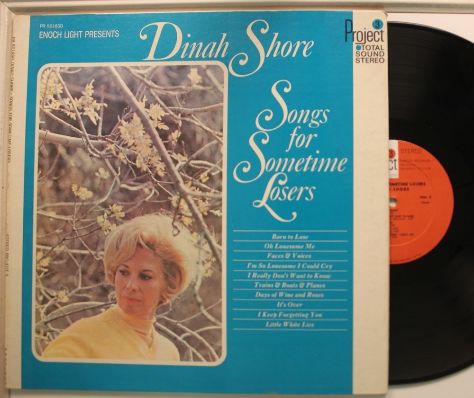 PR 5018SD
ENOCH LIGHT PRESENTS
Dinah Shore
Project 3
TOTAL
SOUND
STEREO
Songs
for
Sometime
Losers
Born to Lose
Oh Lonesome Me
Faces & Voices
I'm So Lonesome I Could Cry
I Really Don't Want to Know
Trains & Boats & Planes
Days of Wine and Roses
It's Over
I Keep Forgetting You
Little White Lies
STEREO